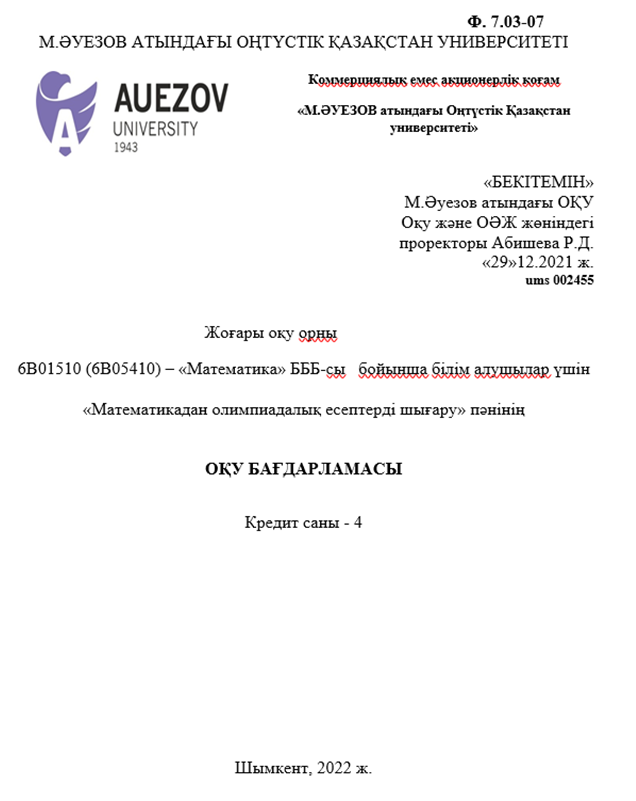 Ф. 7.03-07
М.ӘУЕЗОВ АТЫНДАҒЫ ОҢТҮСТІК ҚАЗАҚСТАН УНИВЕРСИТЕТІ
AUEZOV
UNIVERSITY
1943
Коммерциялық емес акционерлік қоғам
«М.ӘУЕЗОВ атындағы Оңтүстік Қазақстан
университеті»
«БЕКІТЕМІН»
М.Әуезов атындағы ОҚУ
Оқу және ОӘЖ жөніндегі
проректоры Абишева Р.Д.
«29»12.2021 ж.
ums 002455
Жоғары оқу орны
6В01510 (6В05410) – «Математика» БББ-сы бойынша білім алушылар үшін
«Математикадан олимпиадалық есептерді шығару» пәнінің
ОҚУ БАҒДАРЛАМАСЫ
Кредит саны - 4
Шымкент, 2022 ж.